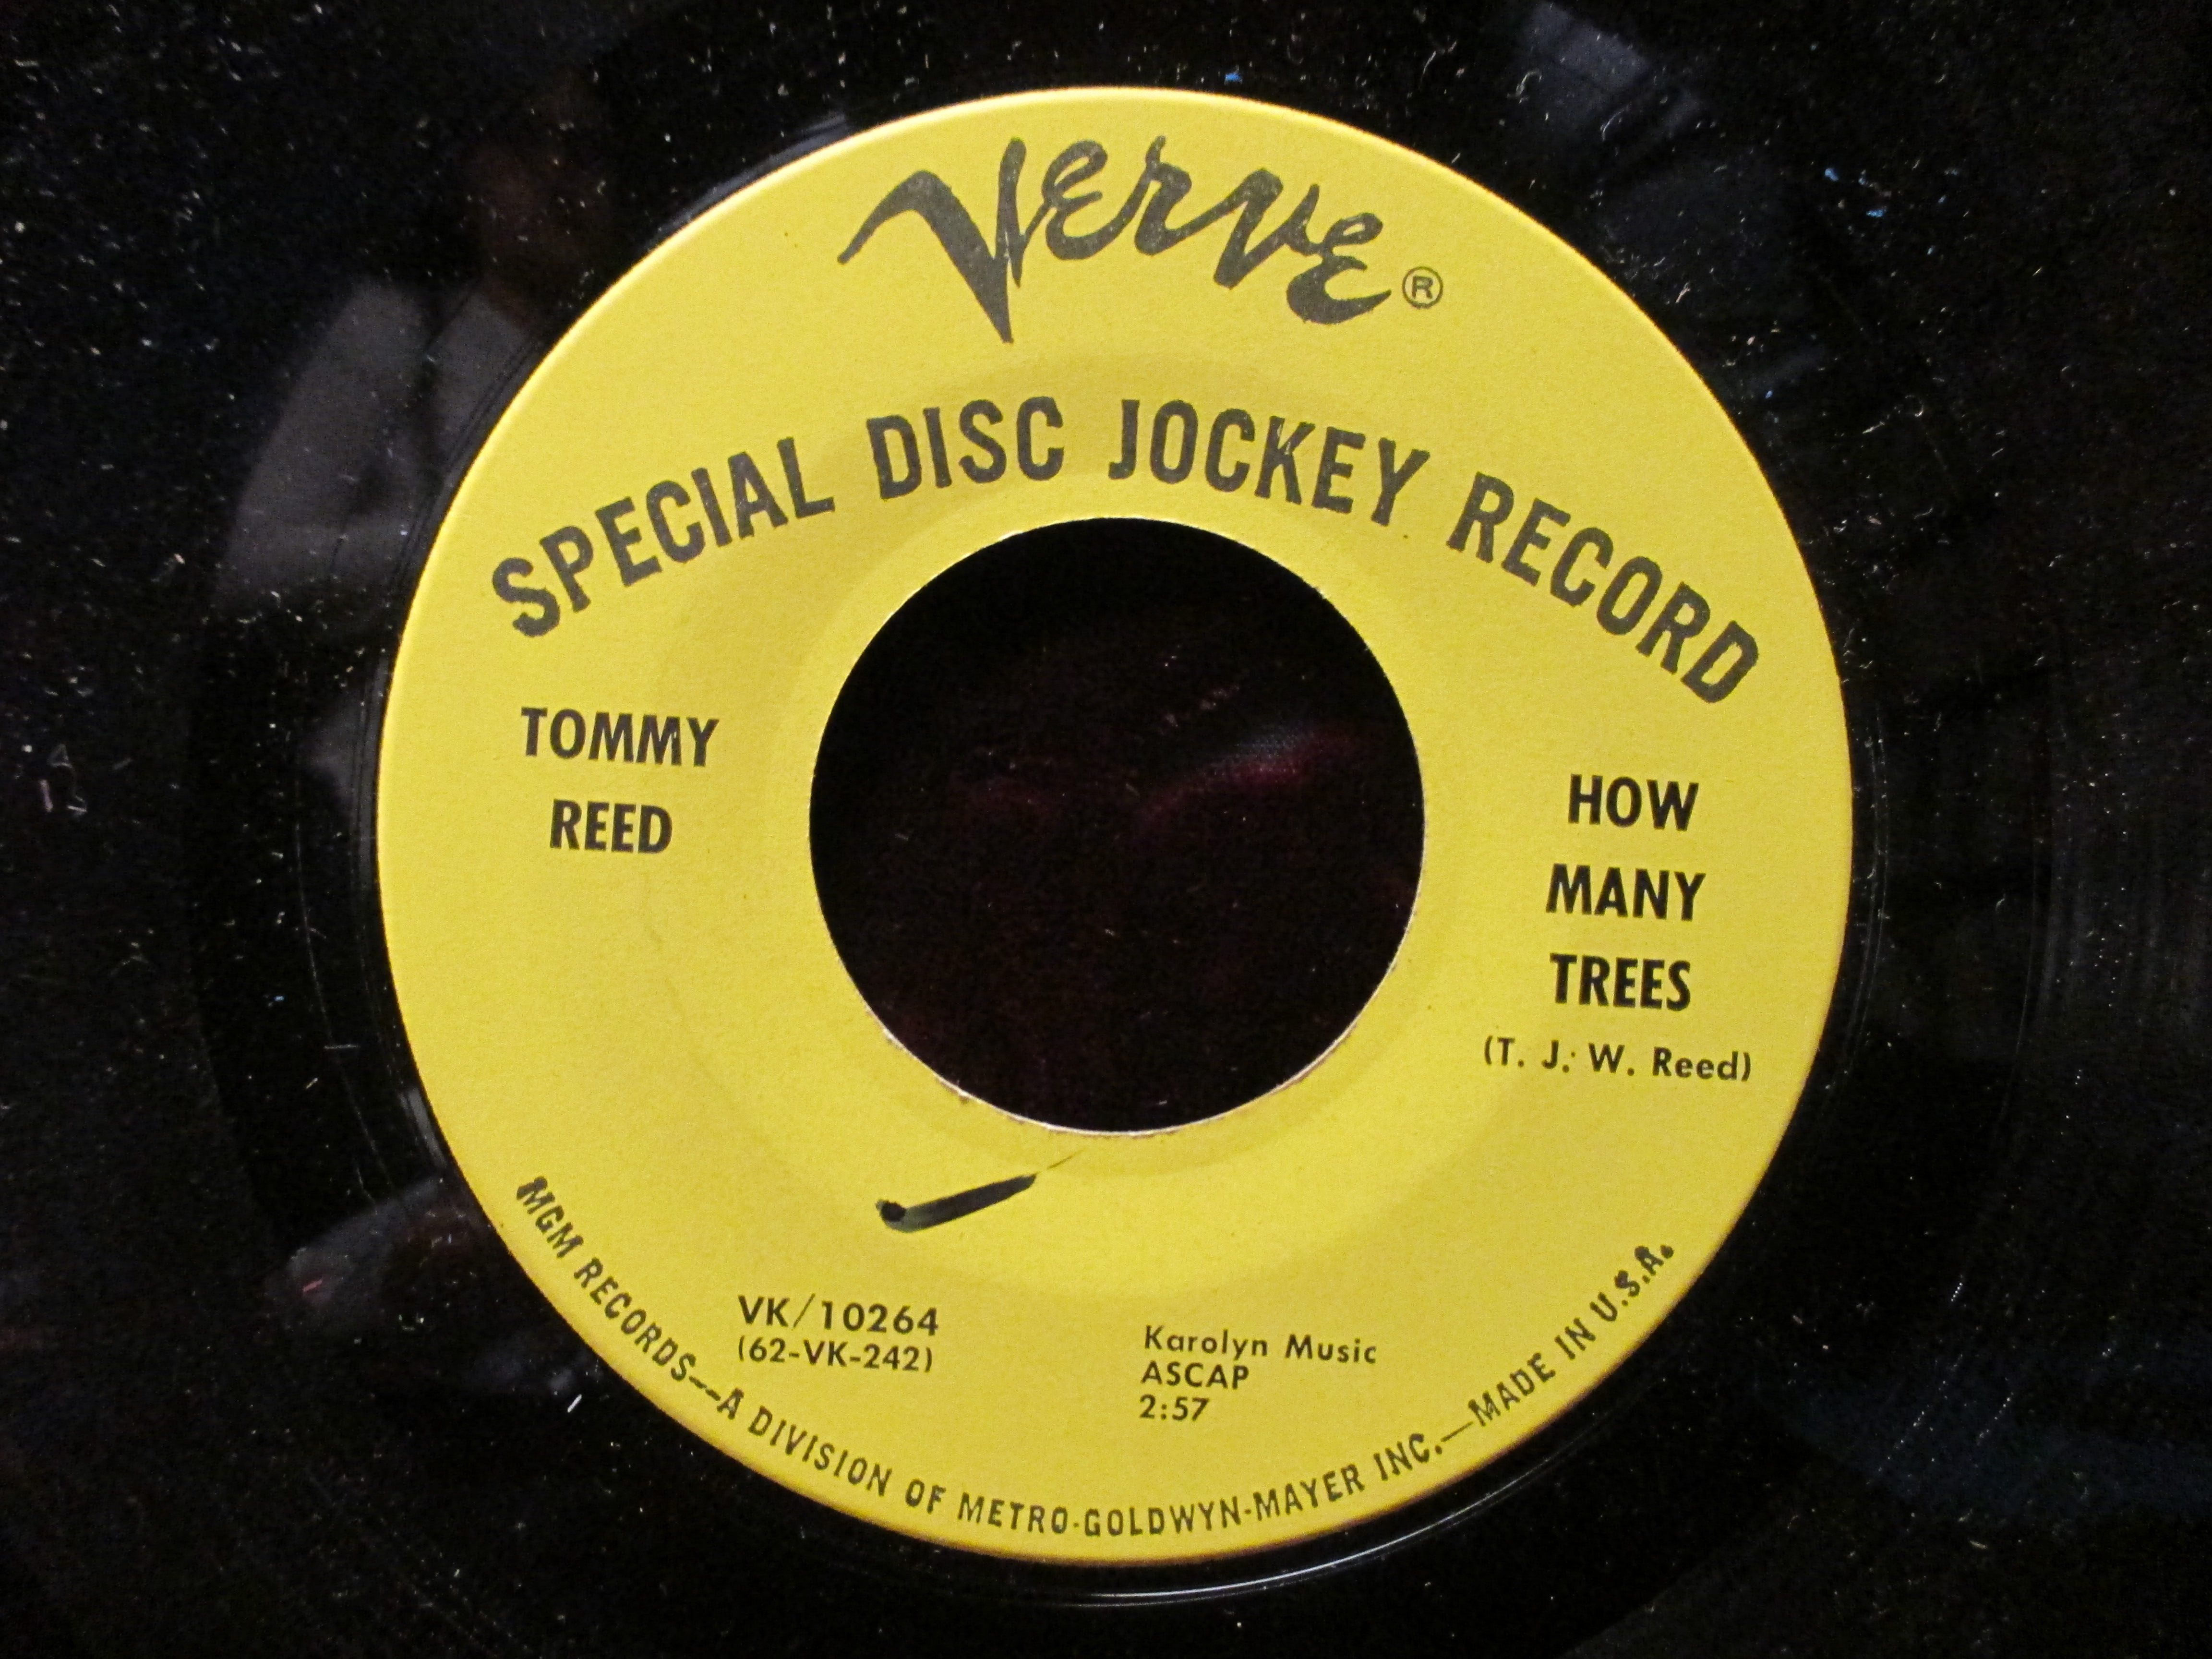 Verve®
SPECIAL DISC JOCKEY RECORD
TOMMY
REED
HOW
MANY
TREES
(T. J. W. Reed)
VK/10264
(62-VK-242)
Karolyn Music
ASCAP
2:57
MGM RECORDS--A DIVISION OF METRO-GOLDWYN-MAYER INC.—MADE IN U.S.A.